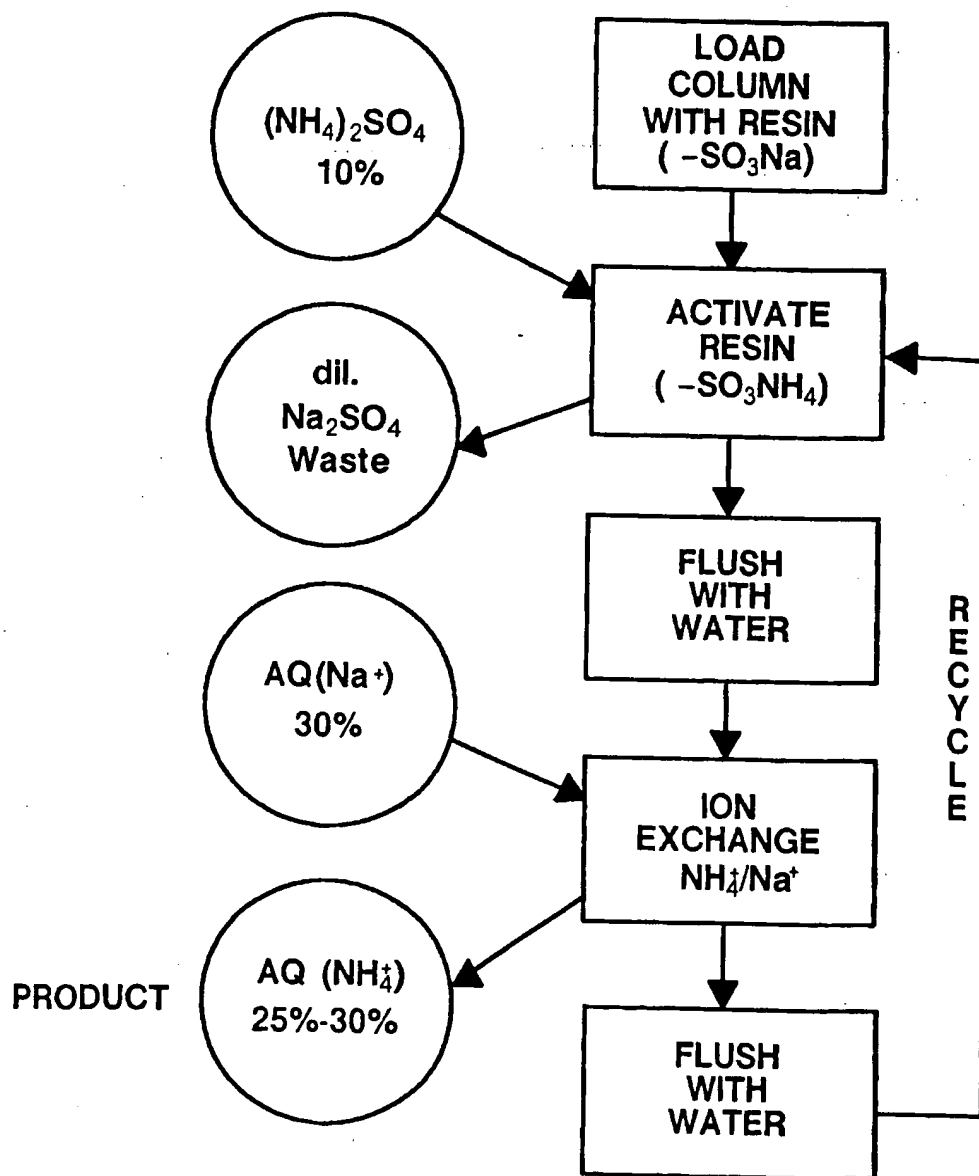 (NH₄)₂SO₄
10%
LOAD
COLUMN
WITH RESIN
( –SO₃Na)
ACTIVATE
RESIN
( –SO₃NH₄)
dil.
Na₂SO₄
Waste
FLUSH
WITH
WATER
AQ(Na⁺)
30%
ION
EXCHANGE
NH₄⁺/Na⁺
PRODUCT
AQ (NH₄⁺)
25%-30%
FLUSH
WITH
WATER
RECYCLE